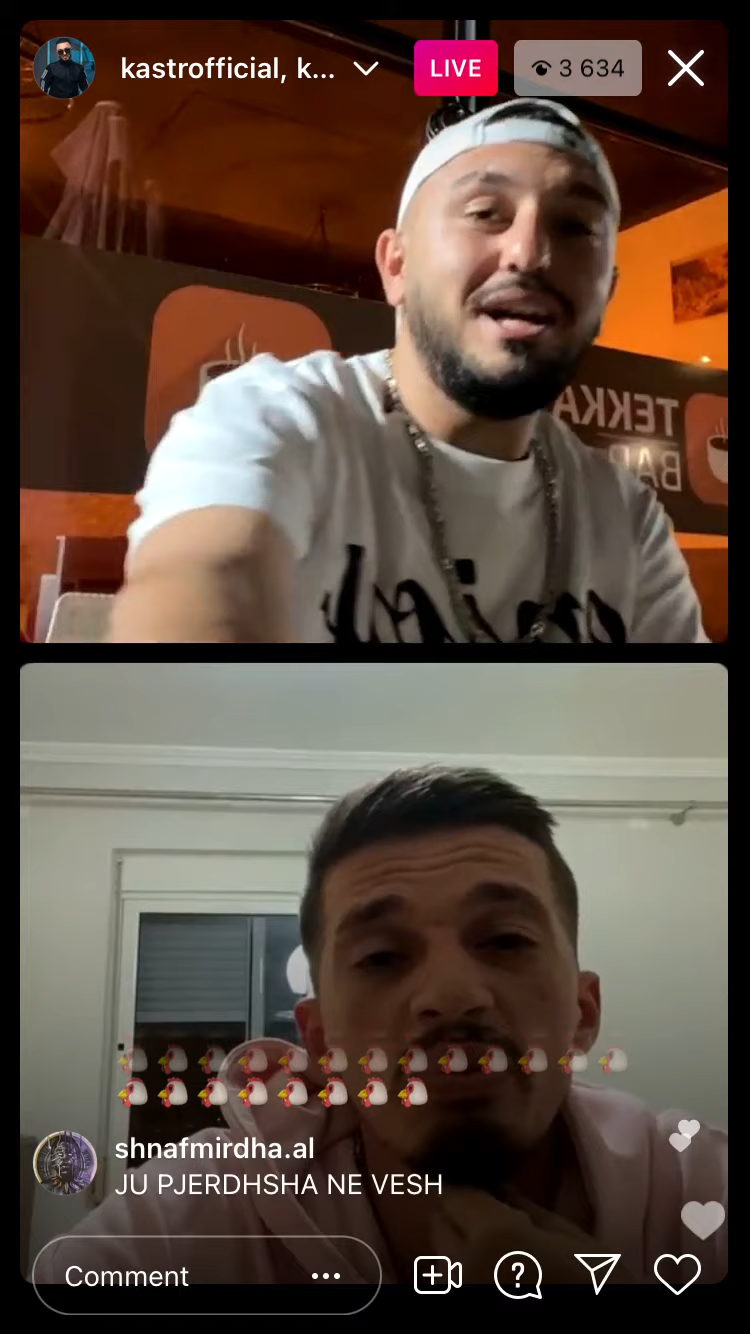 kastrofficial, k...
LIVE
3 634
TEKKA
BAR
shnafmirdha.al
JU PJERDHSHA NE VESH
Comment